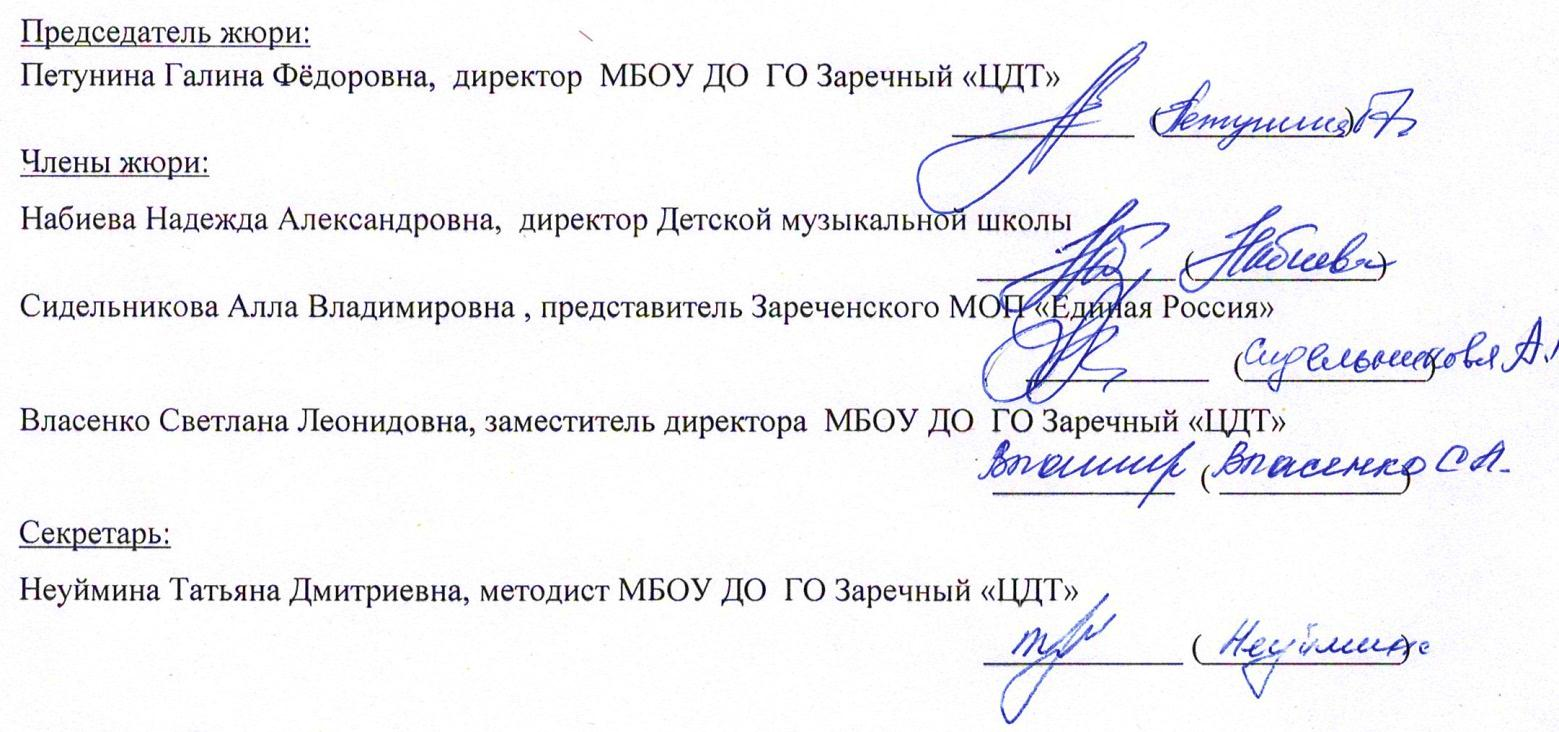 Председатель жюри:
Петунина Галина Фёдоровна, директор МБОУ ДО ГО Заречный «ЦДТ»
(Петунина) Г.Ф.
Члены жюри:
Набиева Надежда Александровна, директор Детской музыкальной школы
(Набиева)
Сидельникова Алла Владимировна , представитель Зареченского МОП «Единая Россия»
(Сидельникова А.
Власенко Светлана Леонидовна, заместитель директора МБОУ ДО ГО Заречный «ЦДТ»
(Власенко С.Л.
Секретарь:
Неуймина Татьяна Дмитриевна, методист МБОУ ДО ГО Заречный «ЦДТ»
(Неуймина)